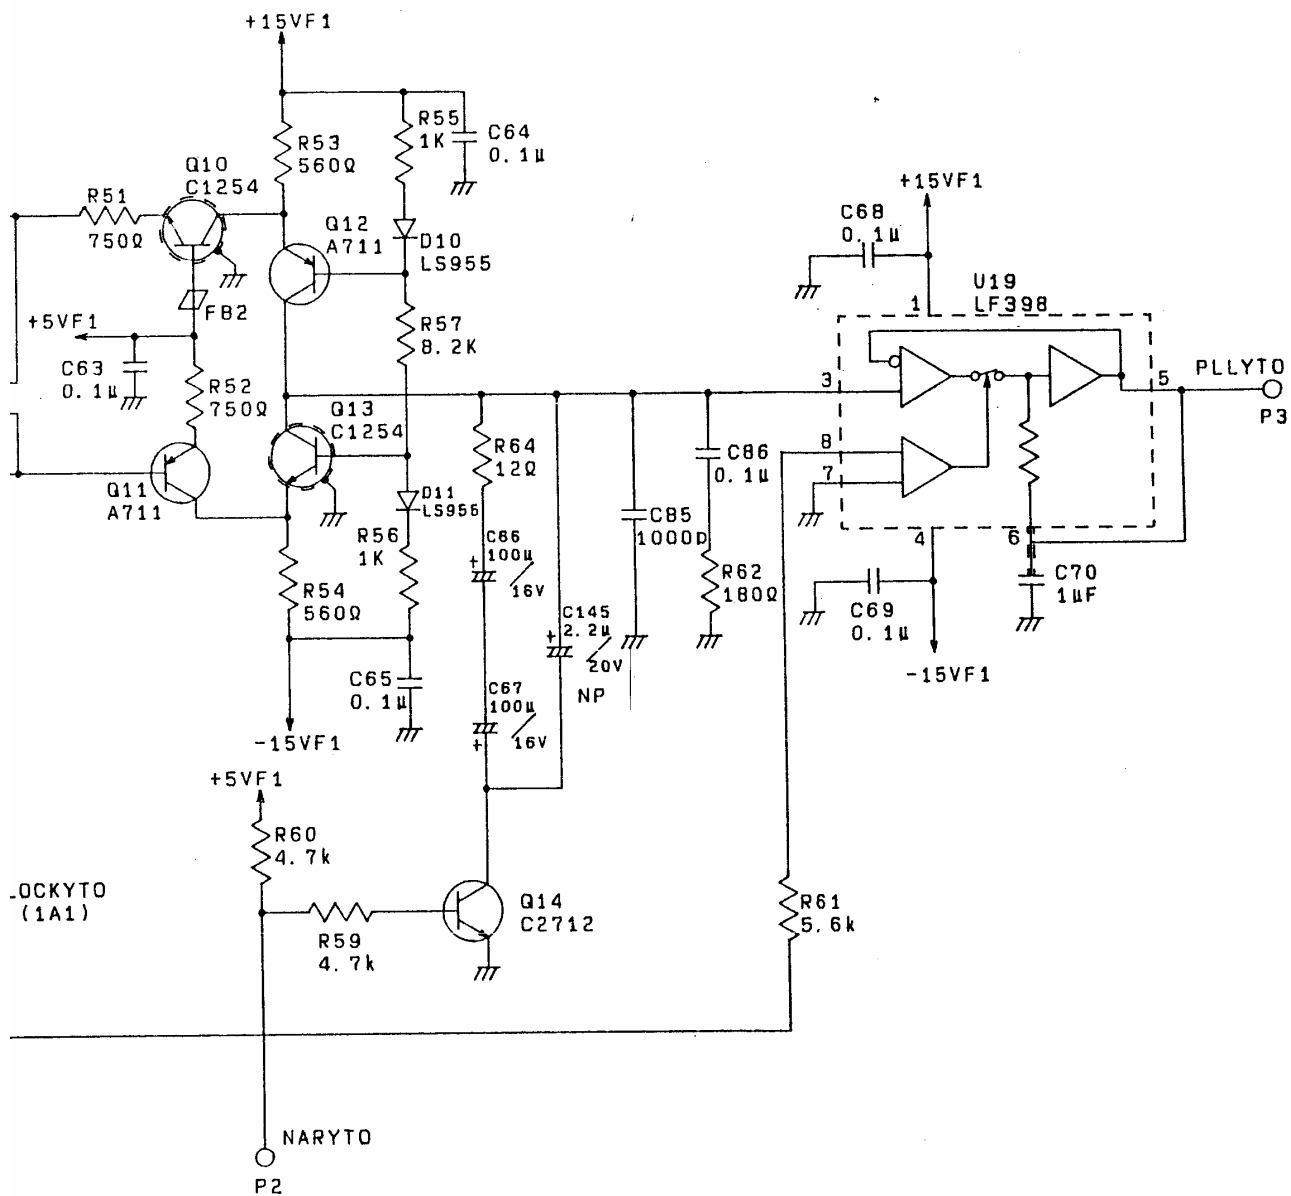 +15VF1
R55
1K
C64
0.1μ
R53
560Ω
Q10
C1254
R51
750Ω
Q12
A711
D10
LS955
+15VF1
C68
0.1μ
U19
LF398
1
FB2
+5VF1
R57
8.2K
C63
0.1μ
R52
750Ω
3
5
PLLYTO
P3
Q13
C1254
R64
12Ω
C86
0.1μ
8
7
Q11
A711
D11
LS955
C85
1000p
R56
1K
C86
100μ
16V
4
6
R54
560Ω
R62
180Ω
C70
1μF
C69
0.1μ
C145
2.2μ
20V
NP
-15VF1
C65
0.1μ
C67
100μ
16V
-15VF1
+5VF1
R60
4.7k
LOCKYTO
(1A1)
R59
4.7k
Q14
C2712
R61
5.6k
NARYTO
P2